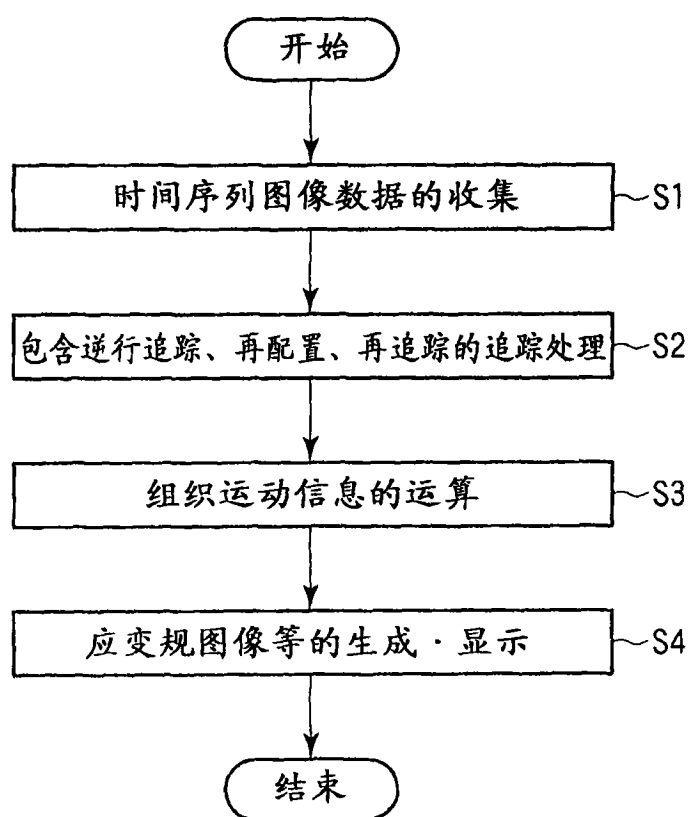 开始
时间序列图像数据的收集
S1
包含逆行追踪、再配置、再追踪的追踪处理
S2
组织运动信息的运算
S3
应变规图像等的生成·显示
S4
结束